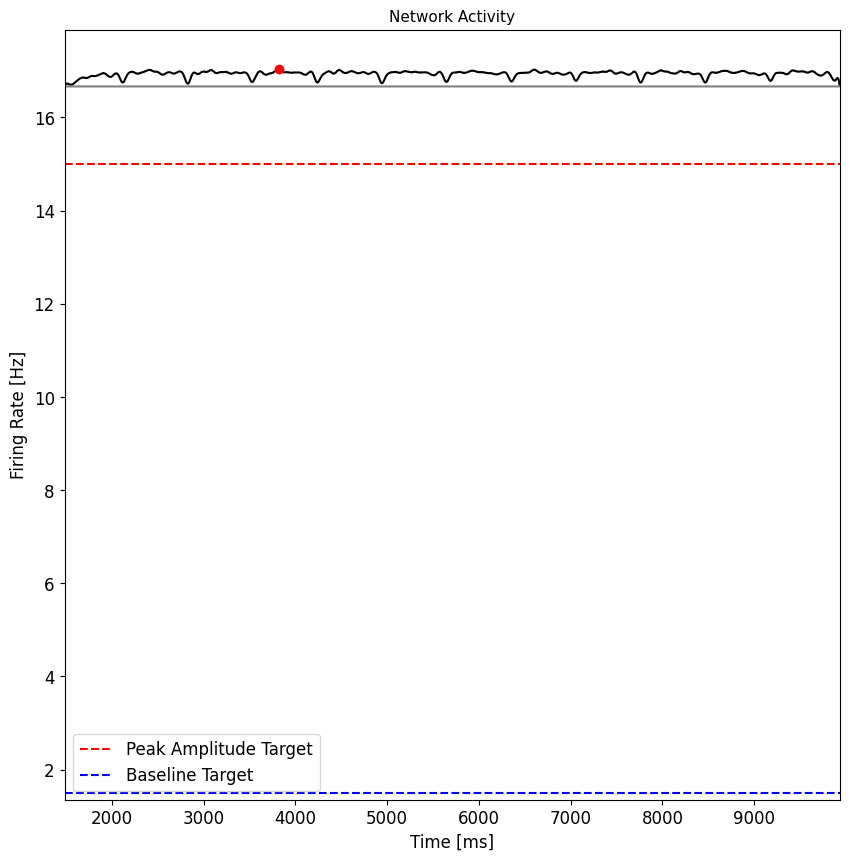 Network Activity
Firing Rate [Hz]
16
14
12
10
8
6
4
2
Peak Amplitude Target
Baseline Target
2000 3000 4000 5000 6000 7000 8000 9000
Time [ms]